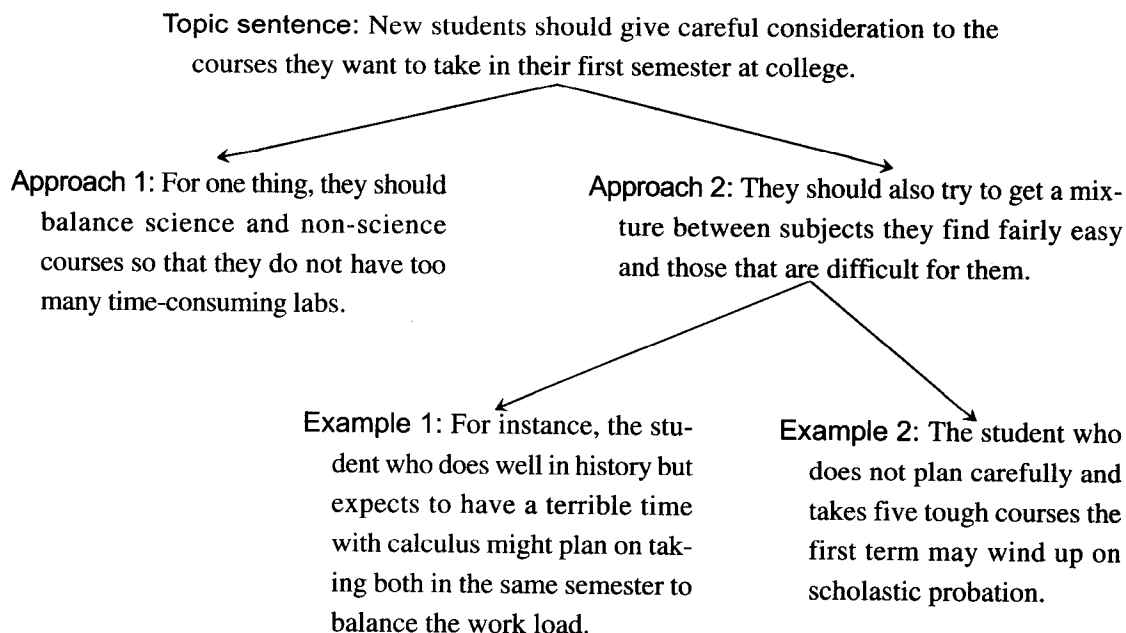 Topic sentence: New students should give careful consideration to the
courses they want to take in their first semester at college.
Approach 1: For one thing, they should
balance science and non-science
courses so that they do not have too
many time-consuming labs.
Approach 2: They should also try to get a mix-
ture between subjects they find fairly easy
and those that are difficult for them.
Example 1: For instance, the stu-
dent who does well in history but
expects to have a terrible time
with calculus might plan on tak-
ing both in the same semester to
balance the work load.
Example 2: The student who
does not plan carefully and
takes five tough courses the
first term may wind up on
scholastic probation.